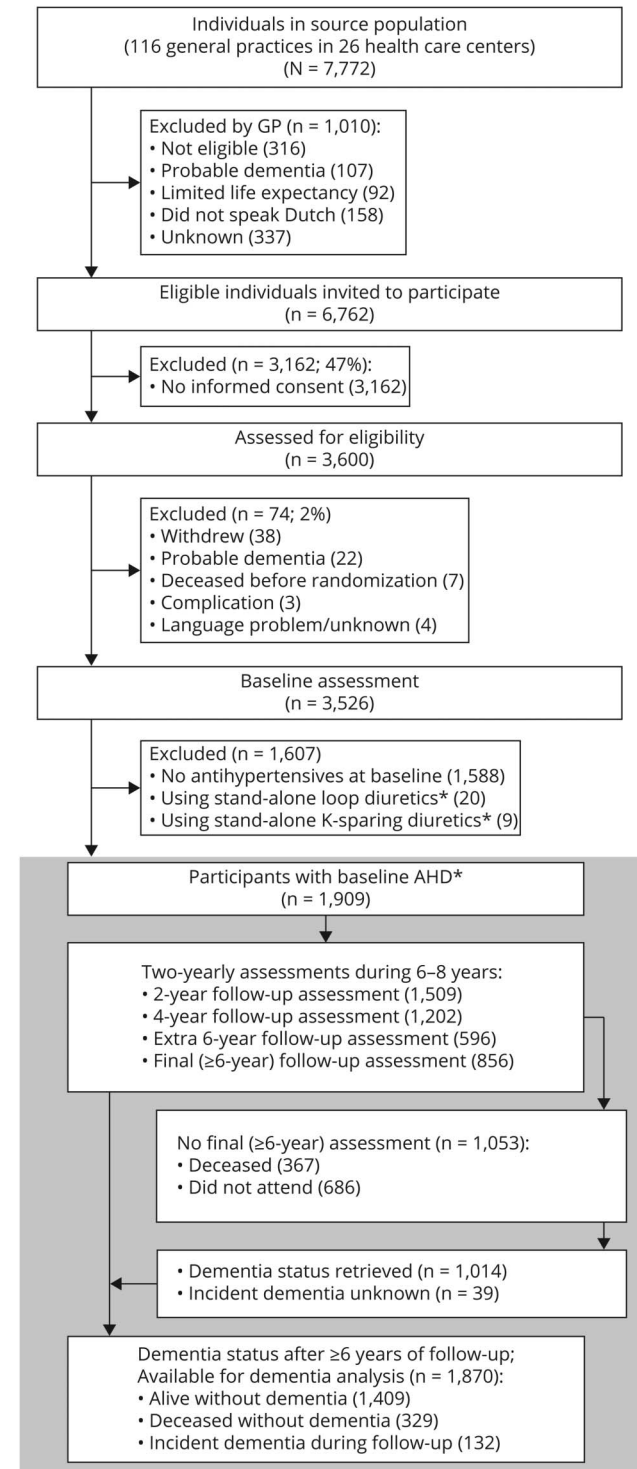 Individuals in source population
(116 general practices in 26 health care centers)
(N = 7,772)
Excluded by GP (n = 1,010):
• Not eligible (316)
• Probable dementia (107)
• Limited life expectancy (92)
• Did not speak Dutch (158)
• Unknown (337)
Eligible individuals invited to participate
(n = 6,762)
Excluded (n = 3,162; 47%):
• No informed consent (3,162)
Assessed for eligibility
(n = 3,600)
Excluded (n = 74; 2%)
• Withdrew (38)
• Probable dementia (22)
• Deceased before randomization (7)
• Complication (3)
• Language problem/unknown (4)
Baseline assessment
(n = 3,526)
Excluded (n = 1,607)
• No antihypertensives at baseline (1,588)
• Using stand-alone loop diuretics* (20)
• Using stand-alone K-sparing diuretics* (9)
Participants with baseline AHD*
(n = 1,909)
Two-yearly assessments during 6–8 years:
• 2-year follow-up assessment (1,509)
• 4-year follow-up assessment (1,202)
• Extra 6-year follow-up assessment (596)
• Final (≥6-year) follow-up assessment (856)
No final (≥6-year) assessment (n = 1,053):
• Deceased (367)
• Did not attend (686)
• Dementia status retrieved (n = 1,014)
• Incident dementia unknown (n = 39)
Dementia status after ≥6 years of follow-up;
Available for dementia analysis (n = 1,870):
• Alive without dementia (1,409)
• Deceased without dementia (329)
• Incident dementia during follow-up (132)